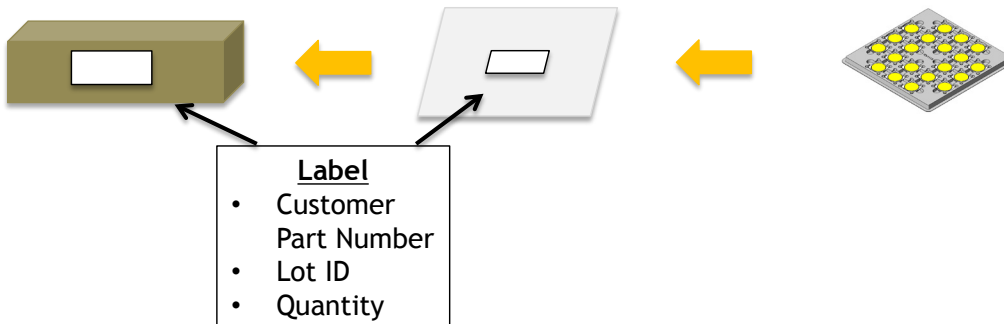 Label
• Customer
Part Number
• Lot ID
• Quantity